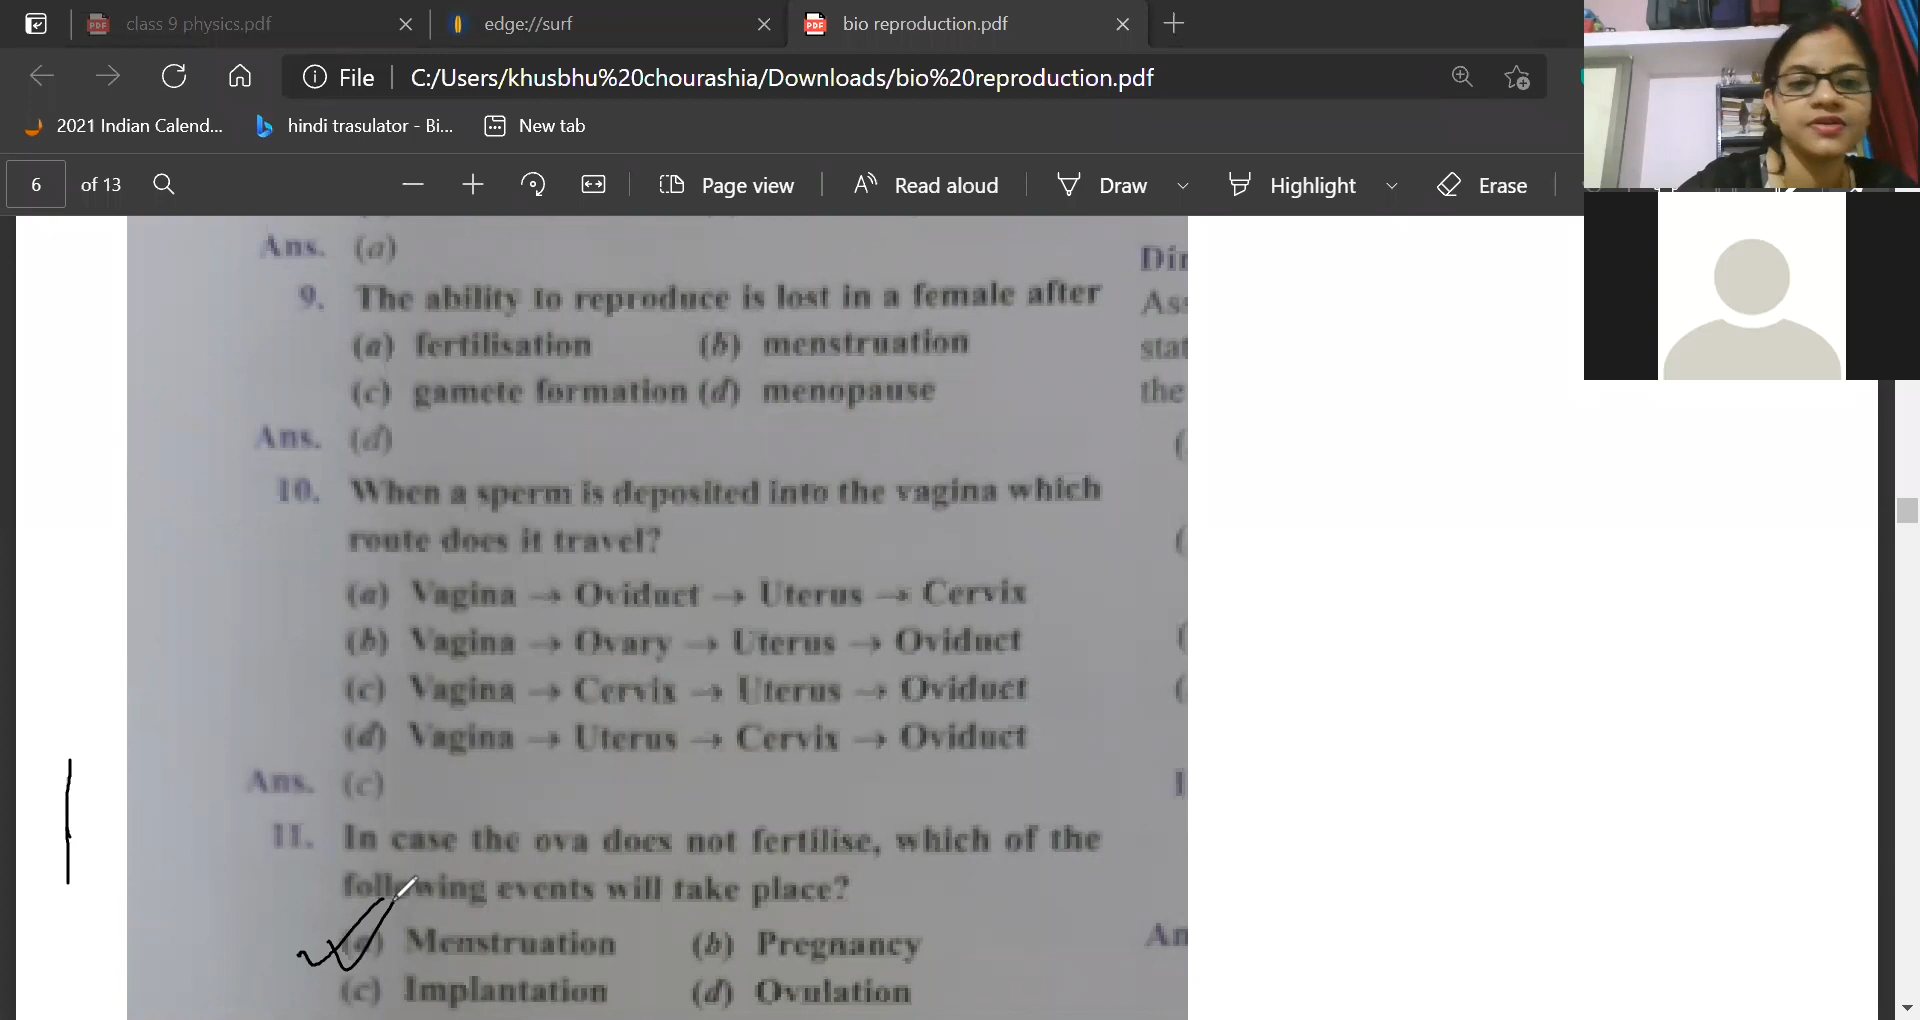 class 9 physics.pdf
edge://surf
bio reproduction.pdf
File
C:/Users/khusbhu%20chourashia/Downloads/bio%20reproduction.pdf
2021 Indian Calend...
hindi trasulator - Bi...
New tab
6 of 13
Page view
Read aloud
Draw
Highlight
Erase
Ans. (a)
9. The ability to reproduce is lost in a female after
(a) fertilisation (b) menstruation
(c) gamete formation (d) menopause
Ans. (d)
10. When a sperm is deposited into the vagina which
route does it travel?
(a) Vagina → Oviduct → Uterus → Cervix
(b) Vagina → Ovary → Uterus → Oviduct
(c) Vagina → Cervix → Uterus → Oviduct
(d) Vagina → Uterus → Cervix → Oviduct
Ans. (c)
11. In case the ova does not fertilise, which of the
following events will take place?
(a) Menstruation (b) Pregnancy
(c) Implantation (d) Ovulation
Dir
Ass
stat
the
An